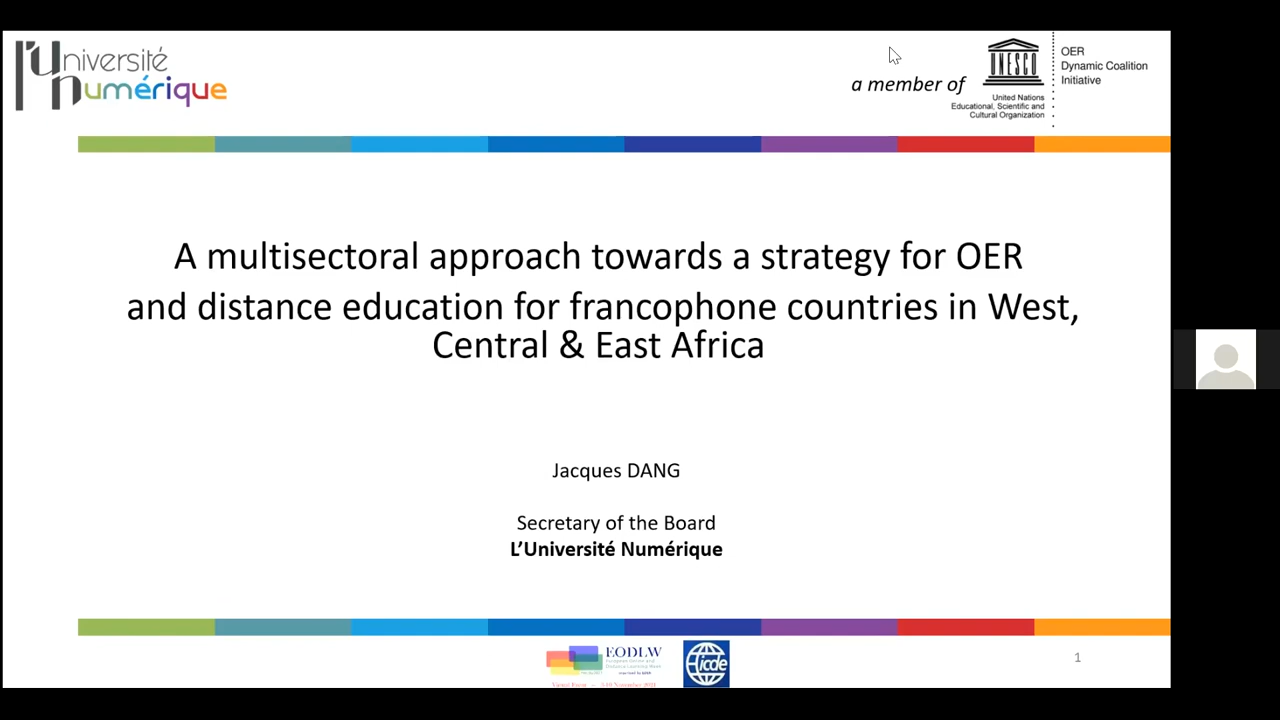 l'Université
numérique
a member of
UNESCO
United Nations
Educational, Scientific and
Cultural Organization
OER
Dynamic Coalition
Initiative
A multisectoral approach towards a strategy for OER
and distance education for francophone countries in West,
Central & East Africa
Jacques DANG
Secretary of the Board
L’Université Numérique
EODLW
European Online and
Distance Learning Week
icde
1